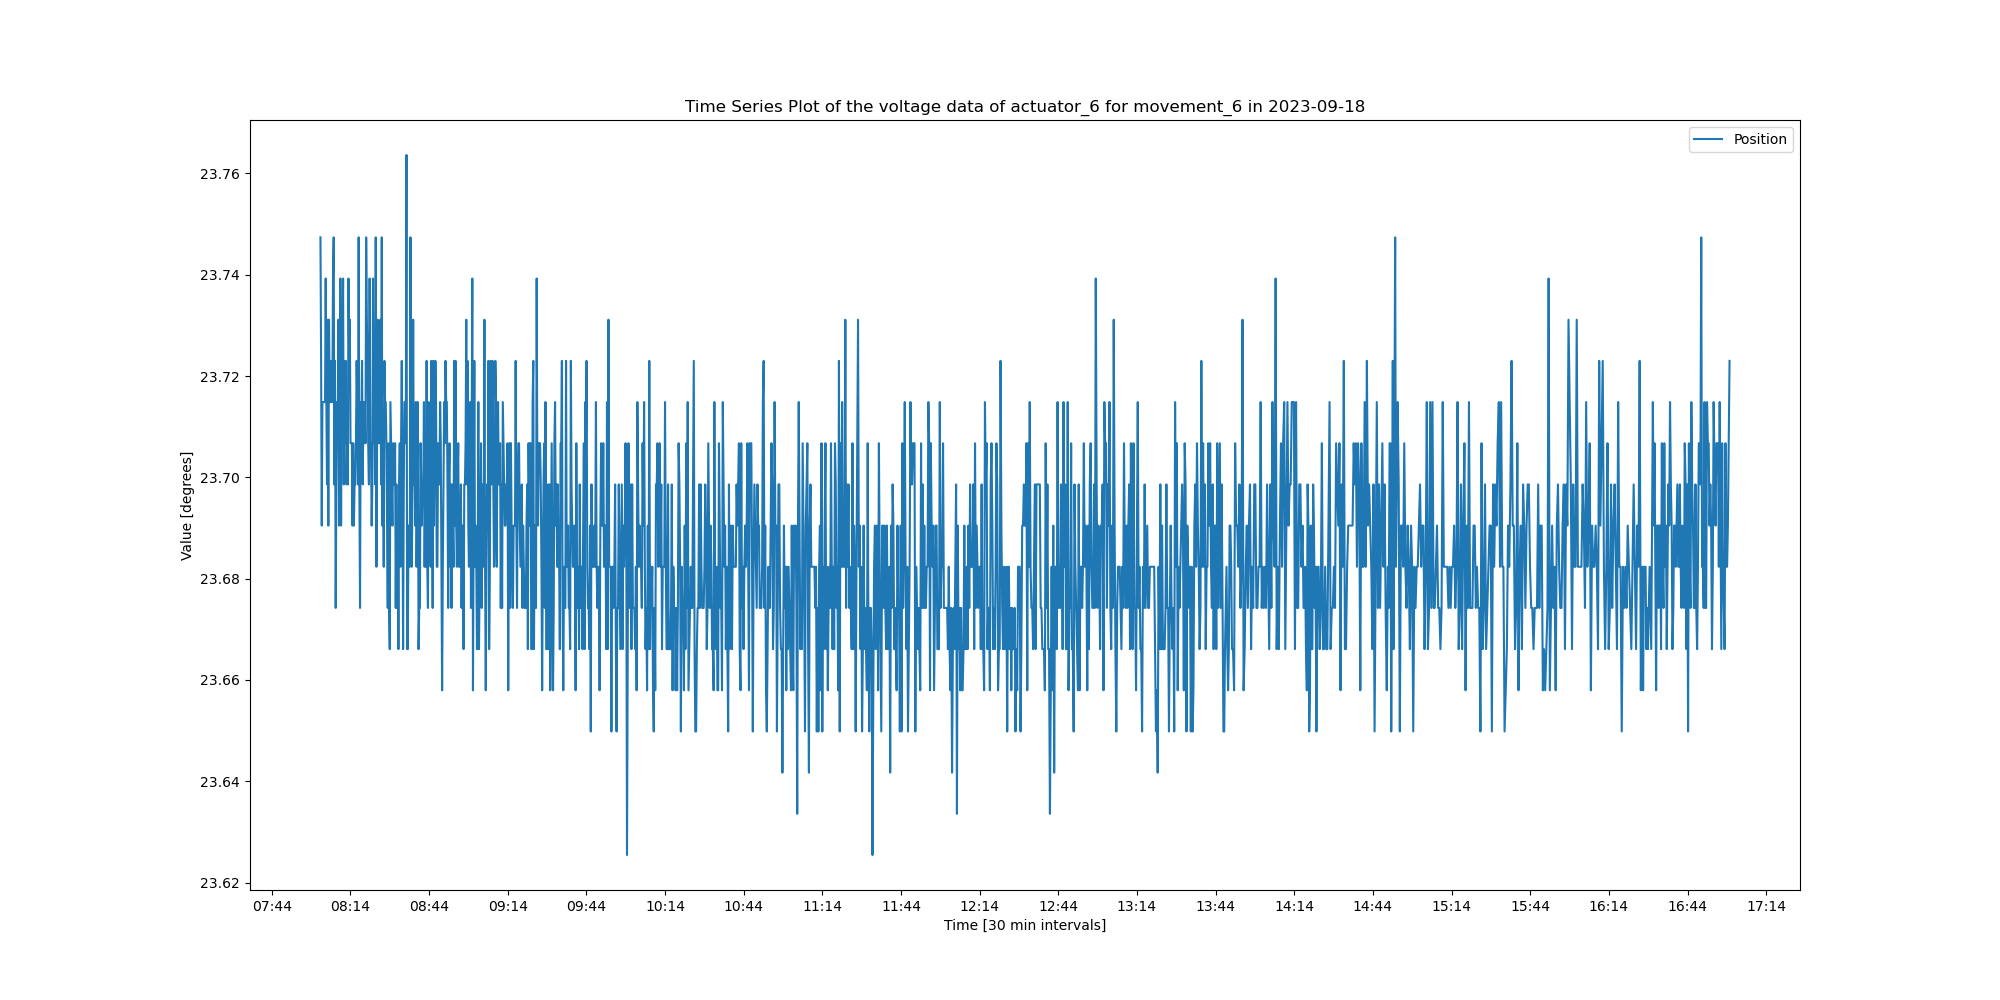 Time Series Plot of the voltage data of actuator_6 for movement_6 in 2023-09-18
Position
23.76
23.74
23.72
23.70
23.68
23.66
23.64
23.62
Value [degrees]
07:44 08:14 08:44 09:14 09:44 10:14 10:44 11:14 11:44 12:14 12:44 13:14 13:44 14:14 14:44 15:14 15:44 16:14 16:44 17:14
Time [30 min intervals]